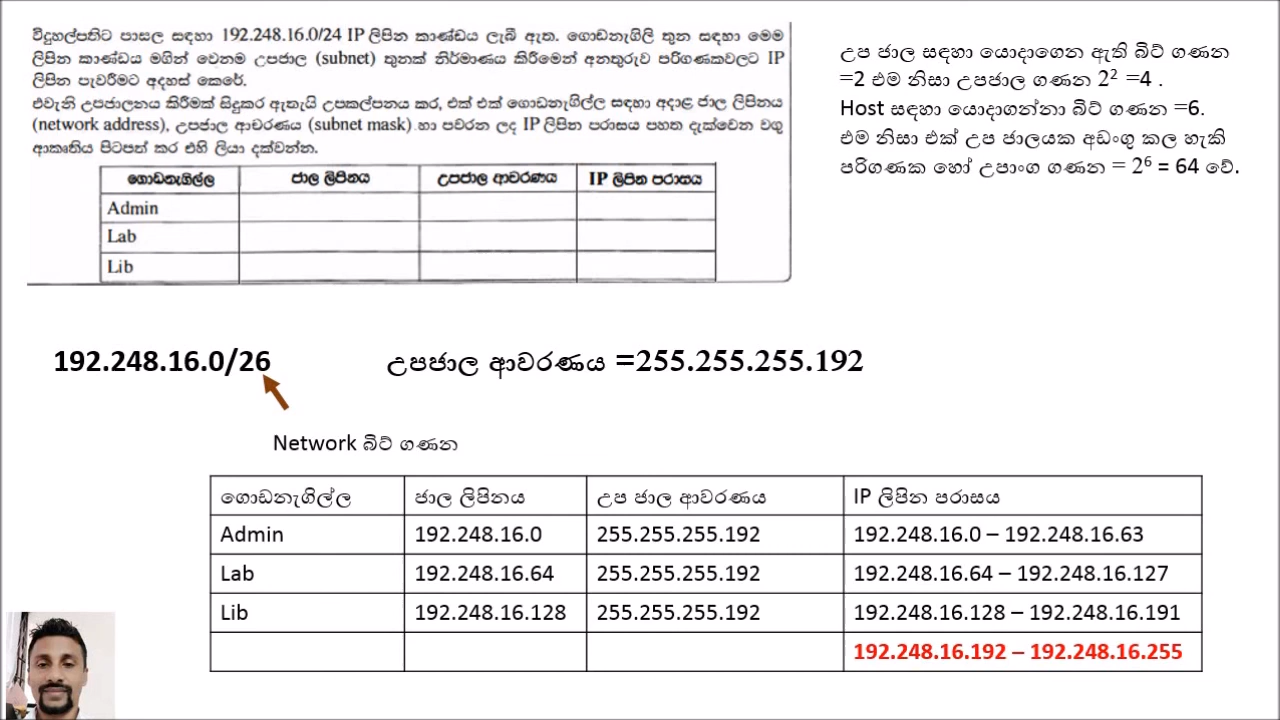 විදුහල්පතිට පාසල සඳහා 192.248.16.0/24 IP ලිපින කාණ්ඩය ලැබී ඇත. ගොඩනැගිලි තුන සඳහා මෙම
ලිපින කාණ්ඩය මගින් වෙනම උපජාල (subnet) තුනක් නිර්මාණය කිරීමෙන් අනතුරුව පරිගණකවලට IP
ලිපින පැවරීමට අදහස් කෙරේ.
එවැනි උපජාලනය කිරීමක් සිදුකර ඇතැයි උපකල්පනය කර, එක් එක් ගොඩනැගිල්ල සඳහා අදාළ ජාල ලිපිනය
(network address), උපජාල ආවරණය (subnet mask) හා පවරන ලද IP ලිපින පරාසය පහත දැක්වෙන වගු
ආකෘතිය පිටපත් කර එහි ලියා දක්වන්න.
ගොඩනැගිල්ල ජාල ලිපිනය උපජාල ආවරණය IP ලිපින පරාසය
Admin
Lab
Lib
උප ජාල සඳහා යොදාගෙන ඇති බිට් ගණන
=2 එම නිසා උපජාල ගණන 2² =4 .
Host සඳහා යොදාගන්නා බිට් ගණන =6.
එම නිසා එක් උප ජාලයක අඩංගු කල හැකි
පරිගණක හෝ උපාංග ගණන = 2⁶ = 64 වේ.
192.248.16.0/26 උපජාල ආවරණය =255.255.255.192
Network බිට් ගණන
ගොඩනැගිල්ල ජාල ලිපිනය උප ජාල ආවරණය IP ලිපින පරාසය
Admin 192.248.16.0 255.255.255.192 192.248.16.0 – 192.248.16.63
Lab 192.248.16.64 255.255.255.192 192.248.16.64 – 192.248.16.127
Lib 192.248.16.128 255.255.255.192 192.248.16.128 – 192.248.16.191
192.248.16.192 – 192.248.16.255